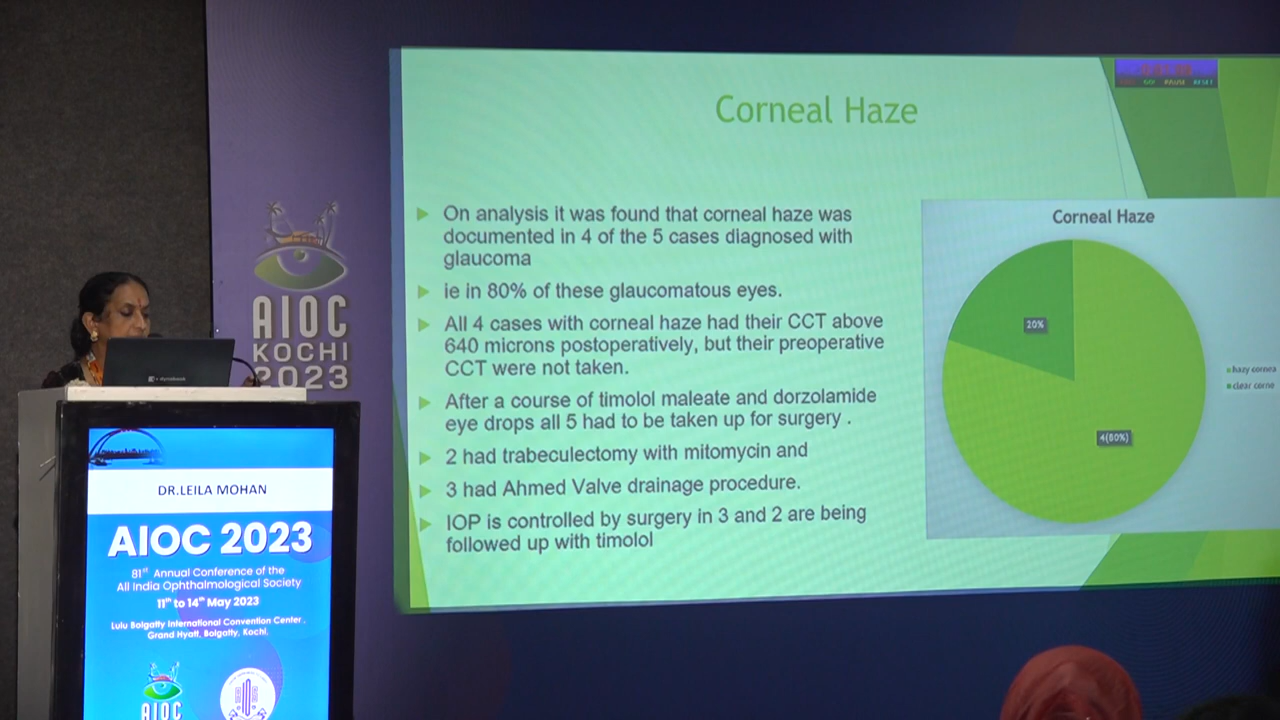 Corneal Haze
On analysis it was found that corneal haze was
documented in 4 of the 5 cases diagnosed with
glaucoma
ie in 80% of these glaucomatous eyes.
All 4 cases with corneal haze had their CCT above
640 microns postoperatively, but their preoperative
CCT were not taken.
After a course of timolol maleate and dorzolamide
eye drops all 5 had to be taken up for surgery .
2 had trabeculectomy with mitomycin and
3 had Ahmed Valve drainage procedure.
IOP is controlled by surgery in 3 and 2 are being
followed up with timolol
Corneal Haze
20%
4(80%)
hazy cornea
clear corne
AIOC
KOCHI
2023
dynabook
DR.LEILA MOHAN
AIOC 2023
81st Annual Conference of the
All India Ophthalmological Society
11th to 14th May 2023
Lulu Bolgatty International Convention Center ,
Grand Hyatt, Bolgatty, Kochi.
AIOC